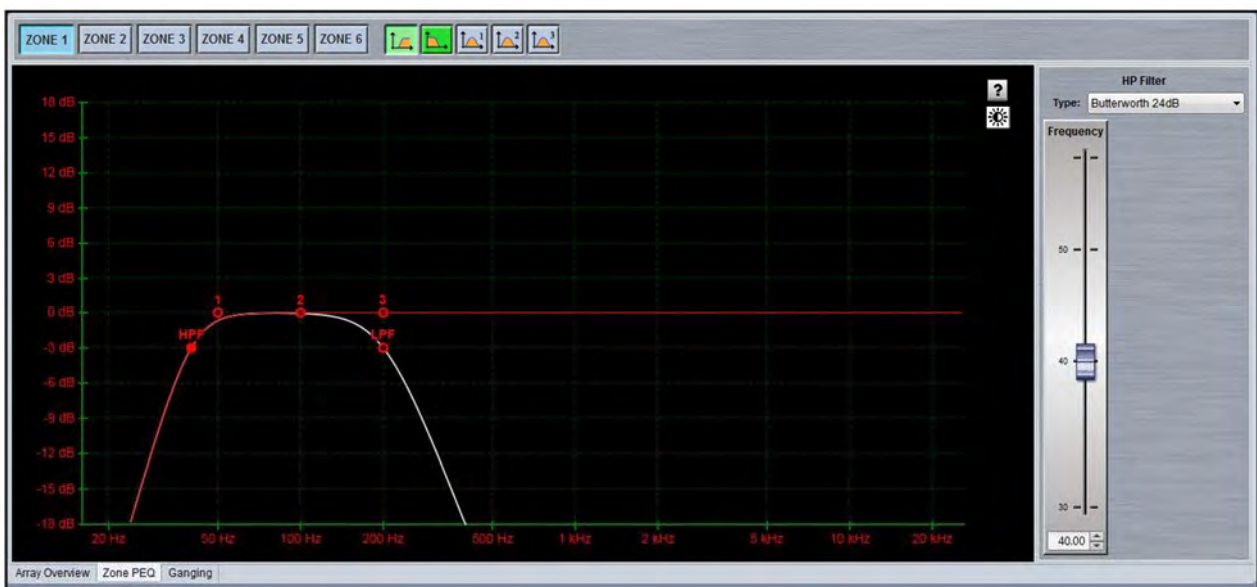 ZONE 1 ZONE 2 ZONE 3 ZONE 4 ZONE 5 ZONE 6 1 2 3
?
HP Filter
Type: Butterworth 24dB
Frequency
18 dB
15 dB
12 dB
9 dB
6 dB
3 dB
0 dB
-3 dB
-6 dB
-9 dB
-12 dB
-15 dB
-18 dB
1 2 3
HPF LPF
20 Hz 50 Hz 100 Hz 200 Hz 500 Hz 1 kHz 2 kHz 5 kHz 10 kHz 20 kHz
50
40
30
40.00
Array Overview Zone PEQ Ganging